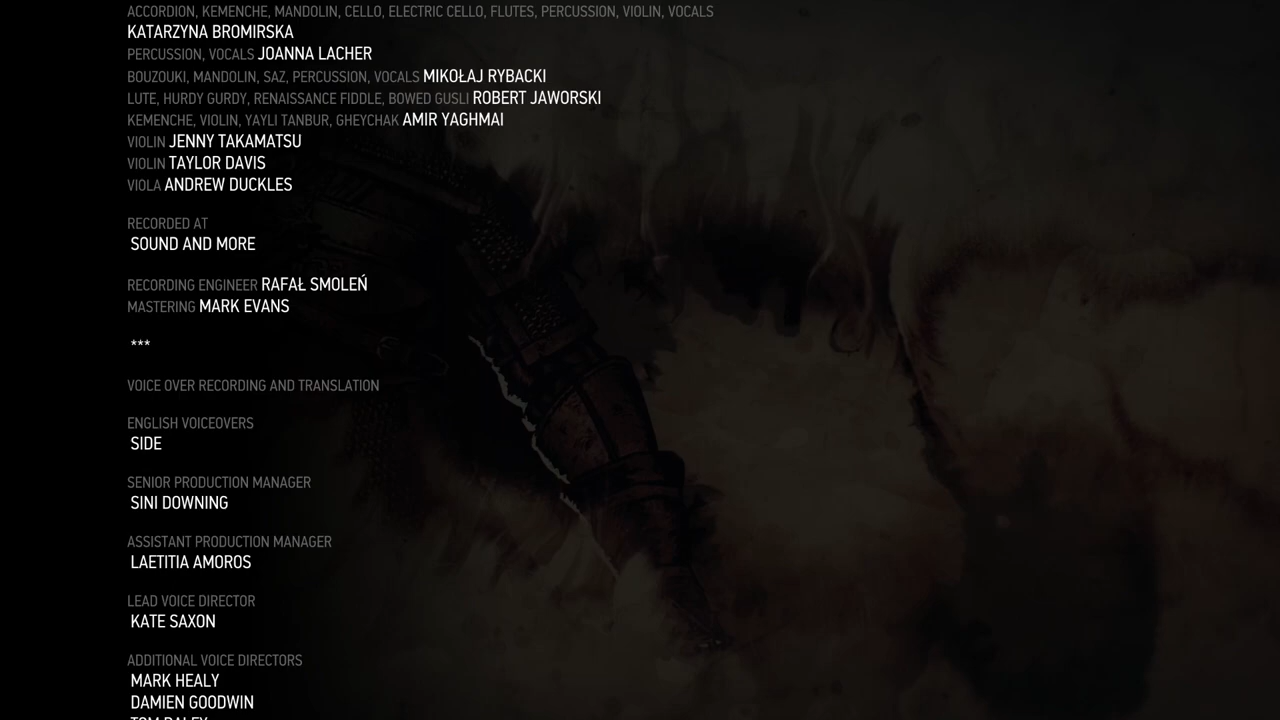 ACCORDION, KEMENCHE, MANDOLIN, CELLO, ELECTRIC CELLO, FLUTES, PERCUSSION, VIOLIN, VOCALS
KATARZYNA BROMIRSKA
PERCUSSION, VOCALS JOANNA LACHER
BOUZOUKI, MANDOLIN, SAZ, PERCUSSION, VOCALS MIKOŁAJ RYBACKI
LUTE, HURDY GURDY, RENAISSANCE FIDDLE, BOWED GUSLI ROBERT JAWORSKI
KEMENCHE, VIOLIN, YAYLI TANBUR, GHEYCHAK AMIR YAGHMAI
VIOLIN JENNY TAKAMATSU
VIOLIN TAYLOR DAVIS
VIOLA ANDREW DUCKLES
RECORDED AT
SOUND AND MORE
RECORDING ENGINEER RAFAŁ SMOLEŃ
MASTERING MARK EVANS
***
VOICE OVER RECORDING AND TRANSLATION
ENGLISH VOICEOVERS
SIDE
SENIOR PRODUCTION MANAGER
SINI DOWNING
ASSISTANT PRODUCTION MANAGER
LAETITIA AMOROS
LEAD VOICE DIRECTOR
KATE SAXON
ADDITIONAL VOICE DIRECTORS
MARK HEALY
DAMIEN GOODWIN